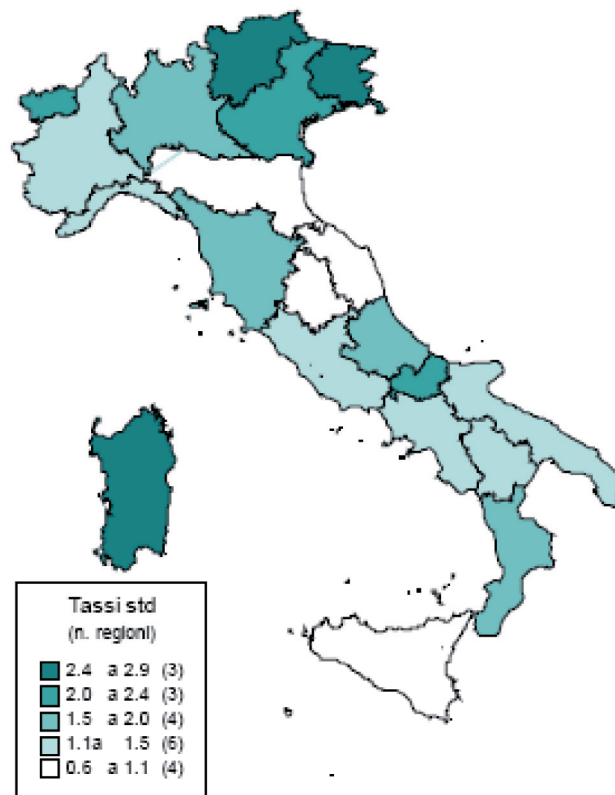 Tassi std
(n. regioni)
2.4 a 2.9 (3)
2.0 a 2.4 (3)
1.5 a 2.0 (4)
1.1a 1.5 (6)
0.6 a 1.1 (4)